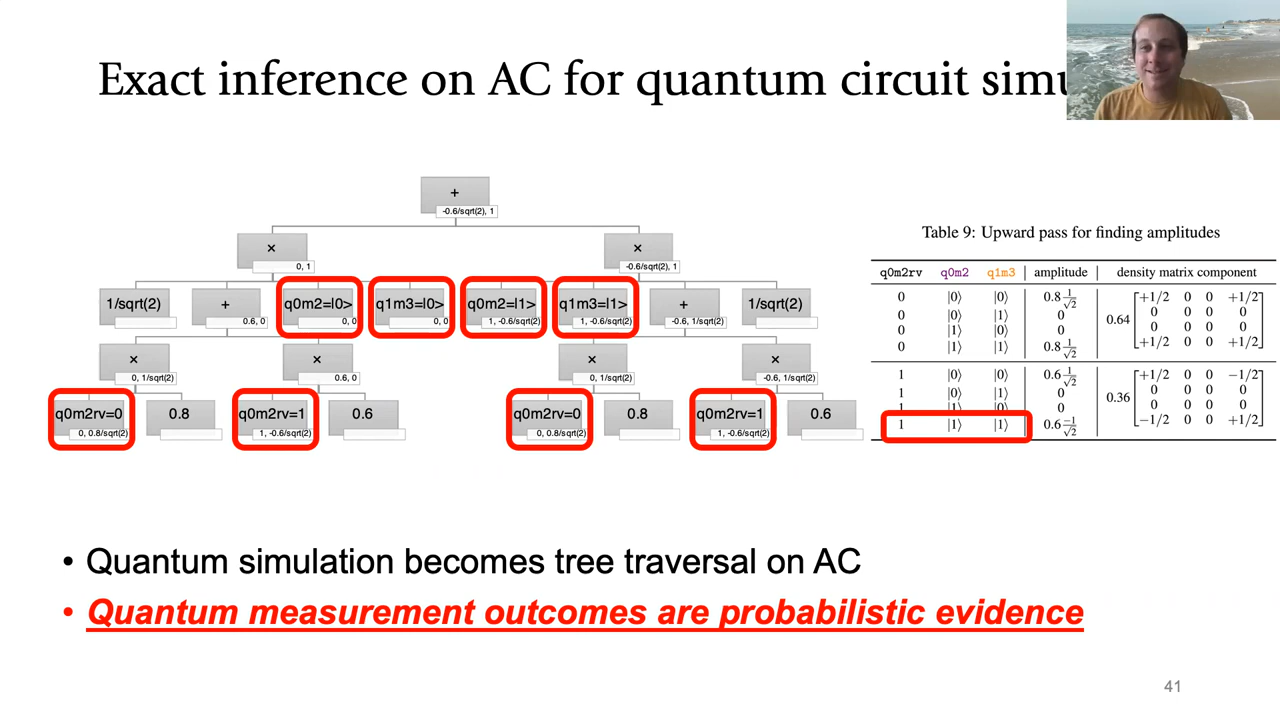 Exact inference on AC for quantum circuit simu
+
-0.6/sqrt(2), 1
×
0, 1
×
-0.6/sqrt(2), 1
1/sqrt(2)
+
0.6, 0
q0m2=|0>
0, 0
q1m3=|0>
0, 0
q0m2=|1>
1, -0.6/sqrt(2)
q1m3=|1>
1, -0.6/sqrt(2)
+
-0.6, 1/sqrt(2)
1/sqrt(2)
×
0, 1/sqrt(2)
×
0.6, 0
×
0, 1/sqrt(2)
×
-0.6, 1/sqrt(2)
q0m2rv=0
0, 0.8/sqrt(2)
0.8
q0m2rv=1
1, -0.6/sqrt(2)
0.6
q0m2rv=0
0, 0.8/sqrt(2)
0.8
q0m2rv=1
1, -0.6/sqrt(2)
0.6
Table 9: Upward pass for finding amplitudes
q0m2rv q0m2 q1m3 amplitude density matrix component
0 |0⟩ |0⟩ 0.8 1/√2
0 |0⟩ |1⟩ 0
0 |1⟩ |0⟩ 0
0 |1⟩ |1⟩ 0.8 1/√2
0.64
+1/2 0 0 +1/2
0 0 0 0
0 0 0 0
+1/2 0 0 +1/2
1 |0⟩ |0⟩ 0.6 1/√2
1 |0⟩ |1⟩ 0
1 |1⟩ |0⟩ 0
1 |1⟩ |1⟩ 0.6 −1/√2
0.36
+1/2 0 0 −1/2
0 0 0 0
0 0 0 0
−1/2 0 0 +1/2
• Quantum simulation becomes tree traversal on AC
• Quantum measurement outcomes are probabilistic evidence
41